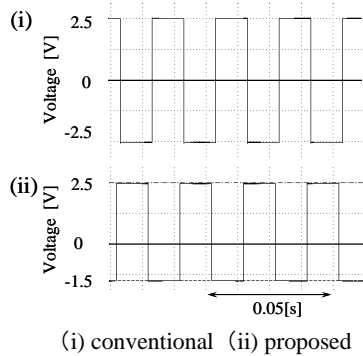 (i)
Voltage [V]
2.5
0
-2.5
(ii)
Voltage [V]
2.5
0
-1.5
0.05[s]
(i) conventional (ii) proposed